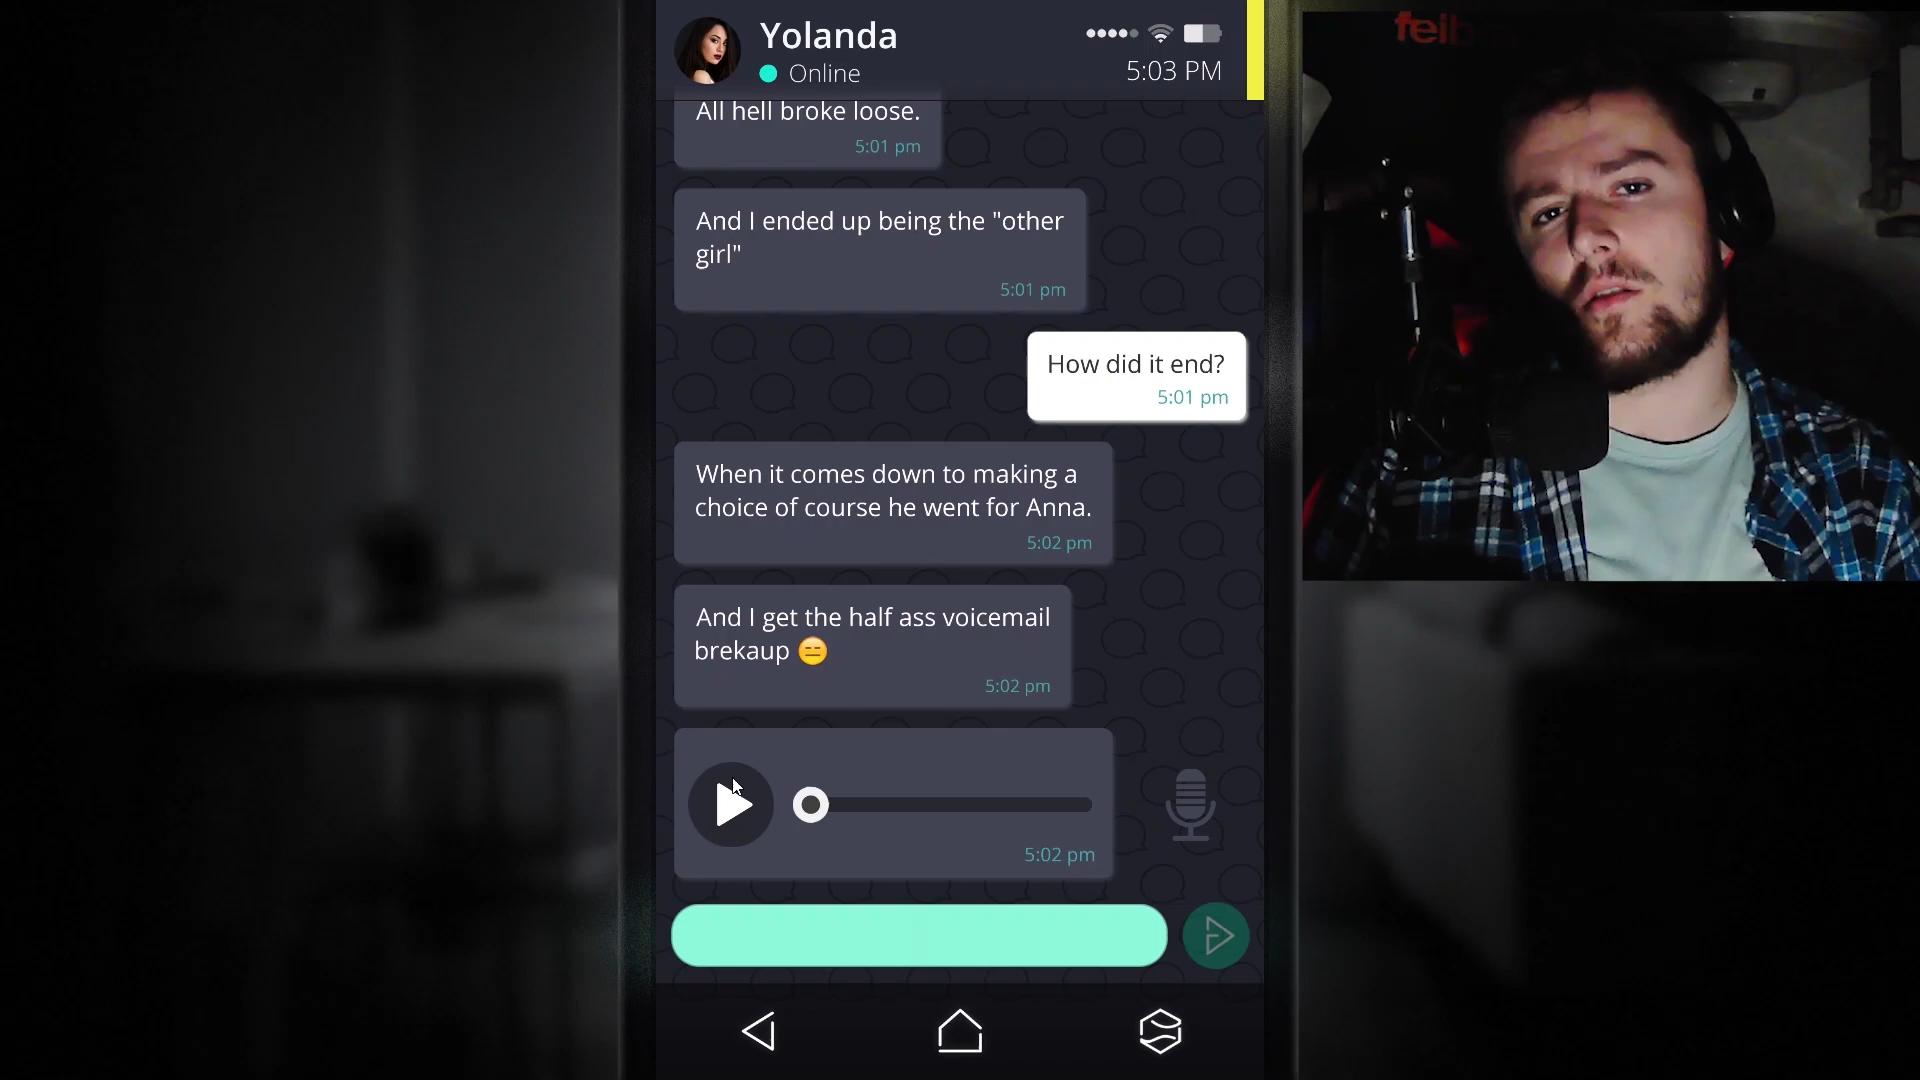 Yolanda
Online
5:03 PM
All hell broke loose.
5:01 pm
And I ended up being the "other
girl"
5:01 pm
How did it end?
5:01 pm
When it comes down to making a
choice of course he went for Anna.
5:02 pm
And I get the half ass voicemail
brekaup 😑
5:02 pm
5:02 pm